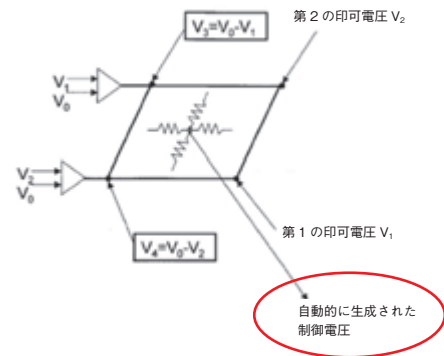 V₃=V₀-V₁
第２の印可電圧 V₂
V₁
V₀
V₂
V₀
第１の印可電圧 V₁
V₄=V₀-V₂
自動的に生成された
制御電圧